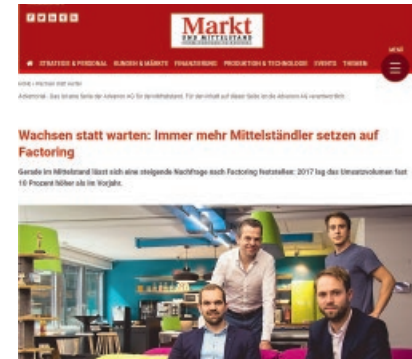 Markt
UND MITTELSTAND
MENÜ
STRATEGIE & PERSONAL KUNDEN & MÄRKTE FINANZIERUNG PRODUKTION & TECHNOLOGIE EVENTS THEMEN
Wachsen statt warten: Immer mehr Mittelständler setzen auf
Factoring
Gerade im Mittelstand lässt sich eine steigende Nachfrage nach Factoring feststellen: 2017 lag das Umsatzvolumen fast
10 Prozent höher als im Vorjahr.